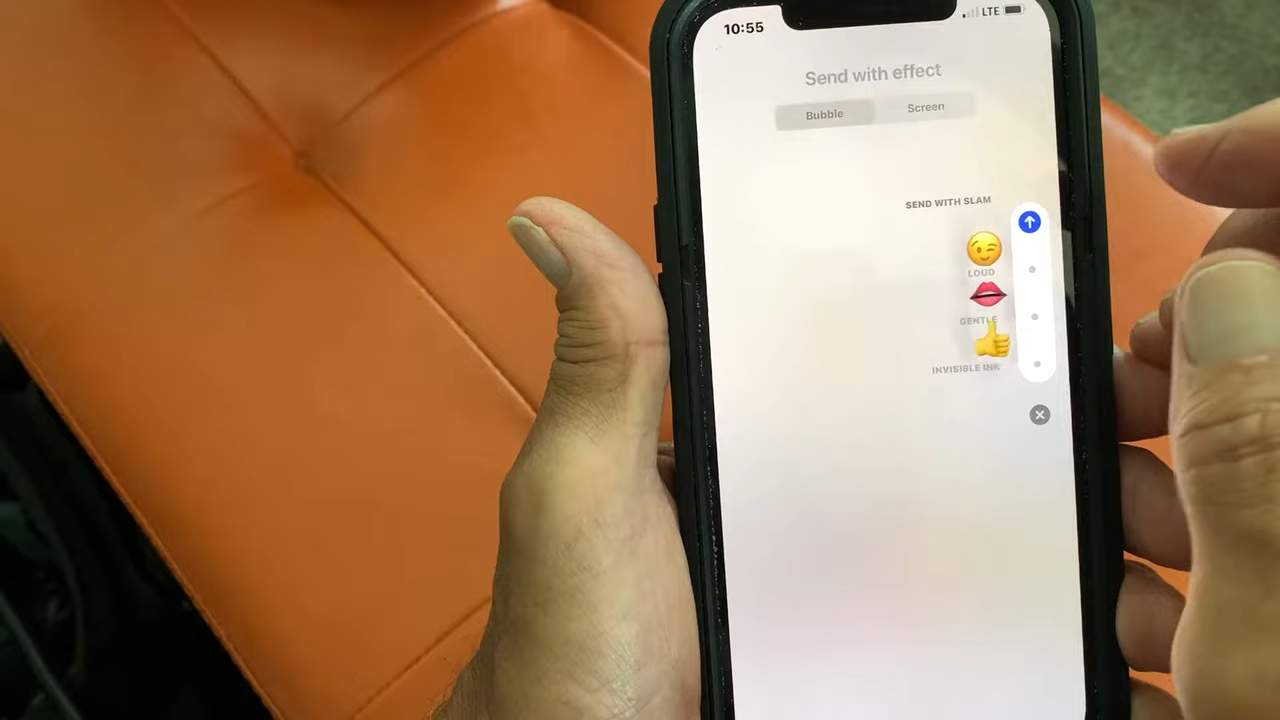 10:55
LTE
Send with effect
Bubble
Screen
SEND WITH SLAM
LOUD
GENTLE
INVISIBLE INK